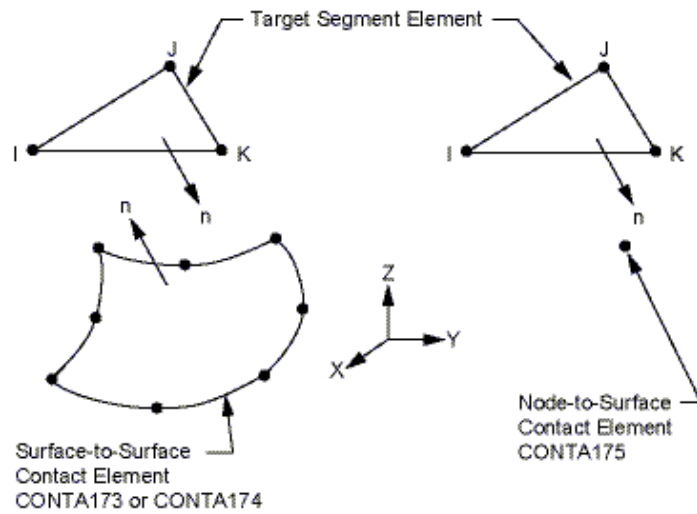 Target Segment Element
J
I
K
n
n
J
I
K
n
Z
Y
X
Surface-to-Surface
Contact Element
CONTA173 or CONTA174
Node-to-Surface
Contact Element
CONTA175